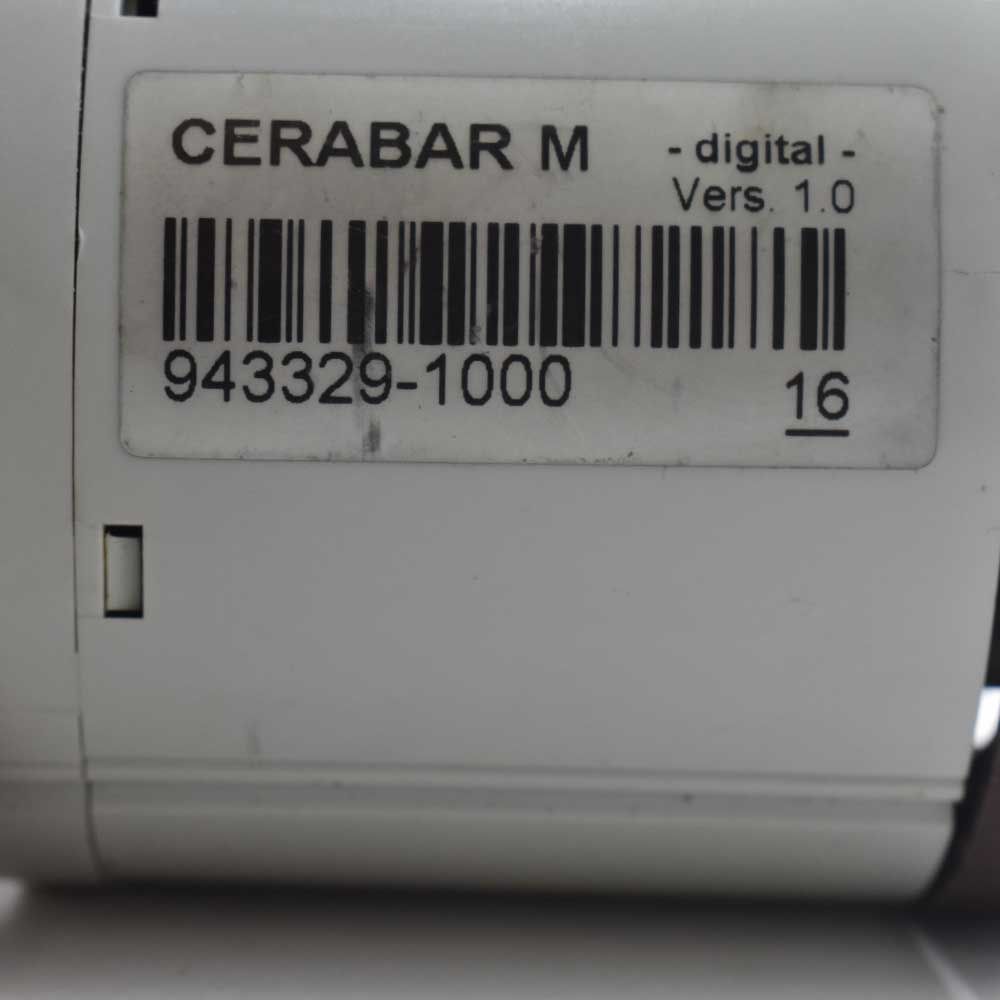 CERABAR M - digital -
Vers. 1.0
943329-1000 16